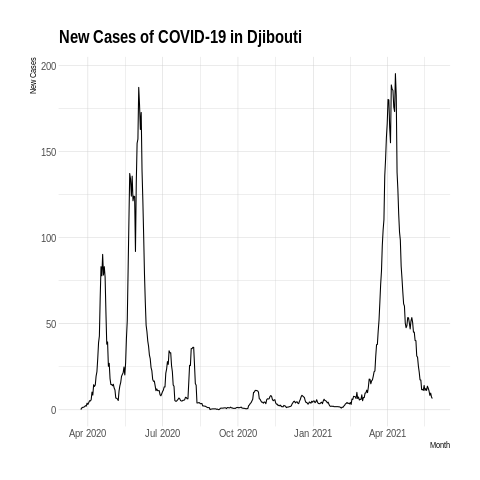 New Cases of COVID-19 in Djibouti
New Cases
200
150
100
50
0
Apr 2020 Jul 2020 Oct 2020 Jan 2021 Apr 2021
Month